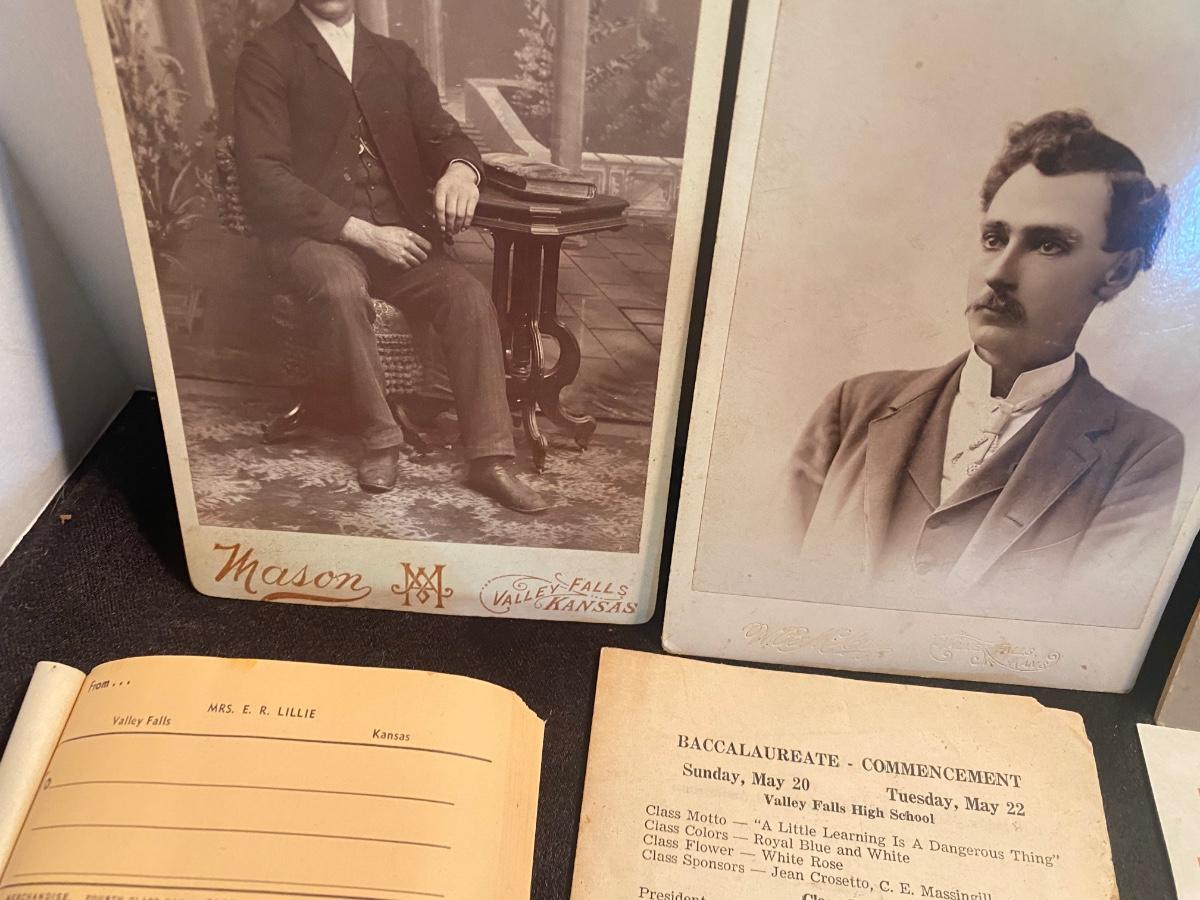 Mason
M
VALLEY FALLS
KANSAS
From...
MRS. E. R. LILLIE
Valley Falls
Kansas
BACCALAUREATE - COMMENCEMENT
Sunday, May 20
Tuesday, May 22
Valley Falls High School
Class Motto — "A Little Learning Is A Dangerous Thing"
Class Colors — Royal Blue and White
Class Flower — White Rose
Class Sponsors — Jean Crosetto, C. E. Massingill
President